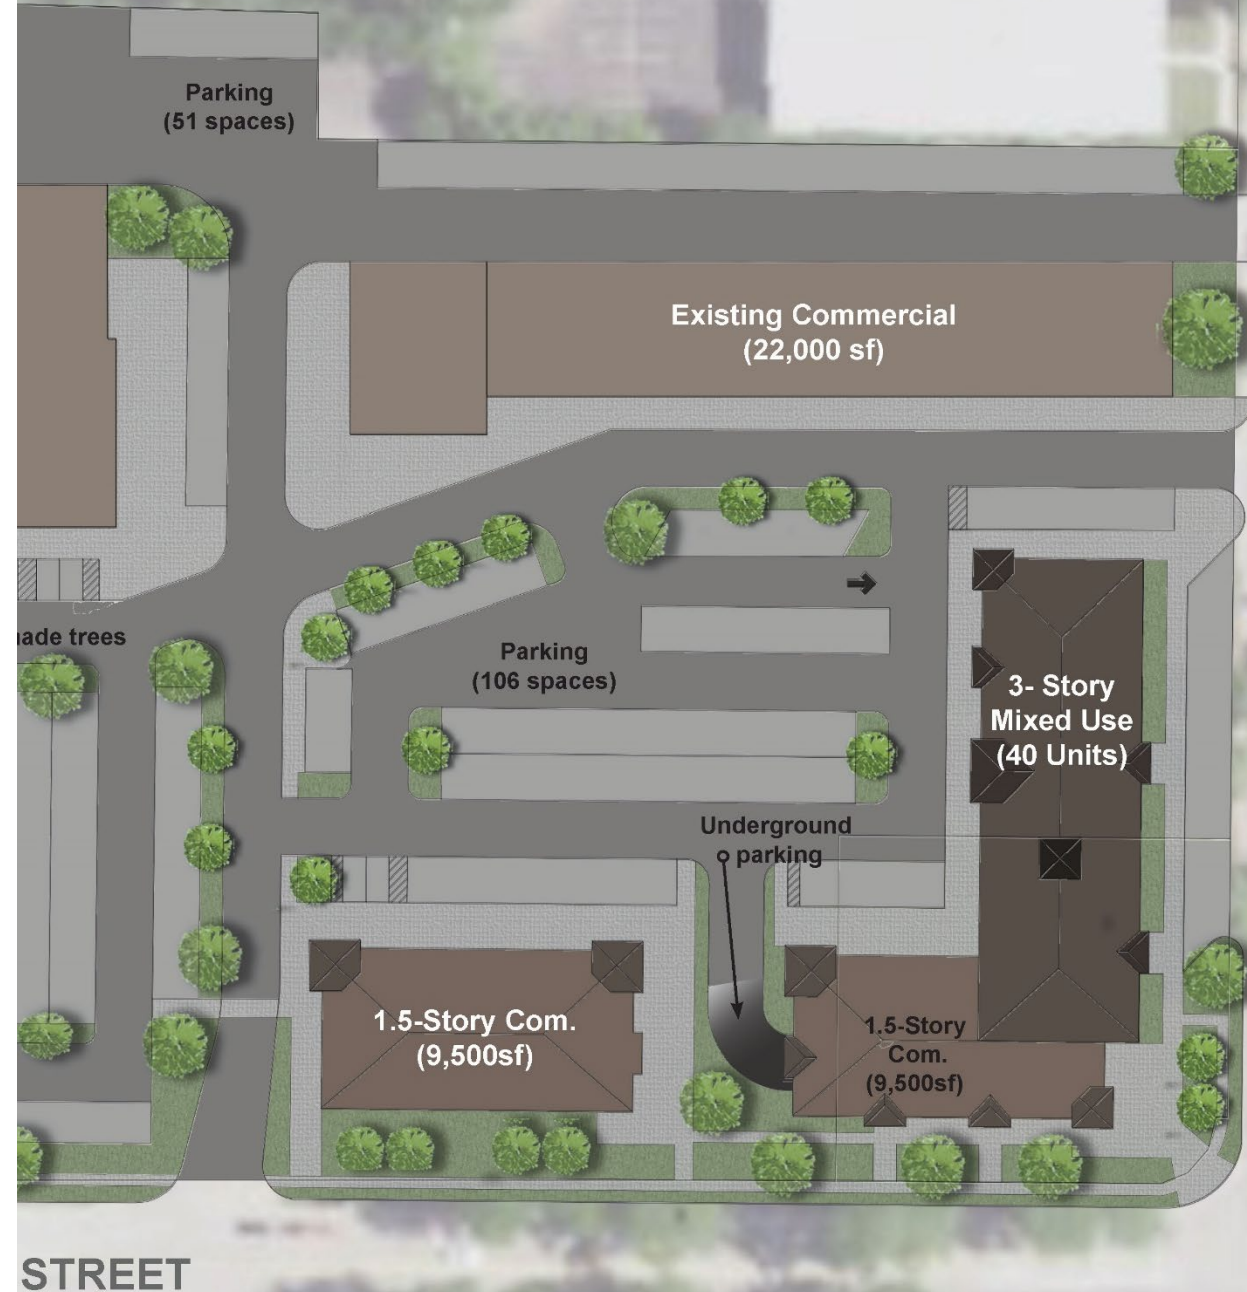 Parking
(51 spaces)
Existing Commercial
(22,000 sf)
trees
Parking
(106 spaces)
3- Story
Mixed Use
(40 Units)
Underground
parking
1.5-Story Com.
(9,500sf)
1.5-Story
Com.
(9,500sf)
STREET